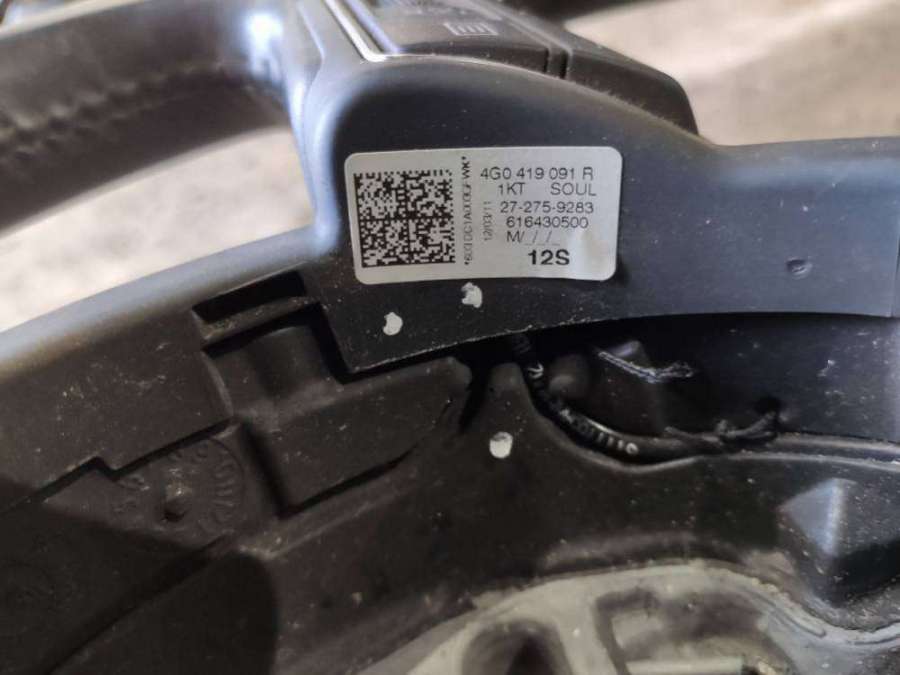 4G0 419 091 R
1KT SOUL
27-275-9283
616430500
M/_/_/_
12S
12/03/11